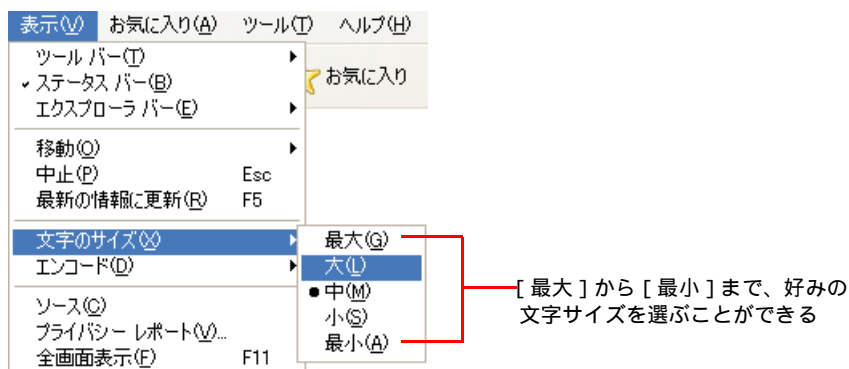 表示(V) お気に入り(A) ツール(T) ヘルプ(H)
ツール バー(T)
ステータス バー(B)
エクスプローラ バー(E)
お気に入り
移動(O)
中止(P) Esc
最新の情報に更新(R) F5
文字のサイズ(X)
エンコード(D)
ソース(C)
プライバシー レポート(V)...
全画面表示(F) F11
最大(G)
大(L)
中(M)
小(S)
最小(A)
[ 最大 ] から [ 最小 ] まで、好みの
文字サイズを選ぶことができる